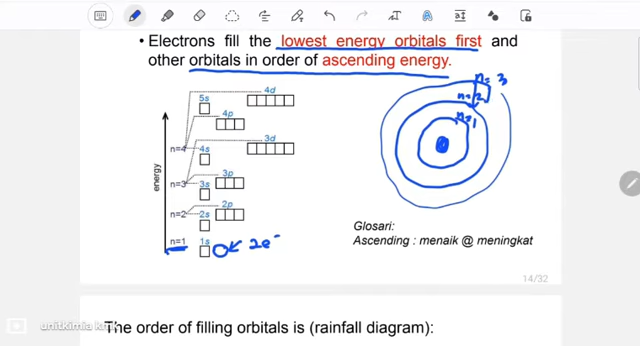 • Electrons fill the lowest energy orbitals first and
other orbitals in order of ascending energy.
n= 3
n= 2
n=1
4d
5s
4p
3d
n=4 4s
3p
n=3 3s
2p
n=2 2s
n=1 1s 2e⁻
energy
Glosari:
Ascending : menaik @ meningkat
14/32
The order of filling orbitals is (rainfall diagram):
unitkimia kmk